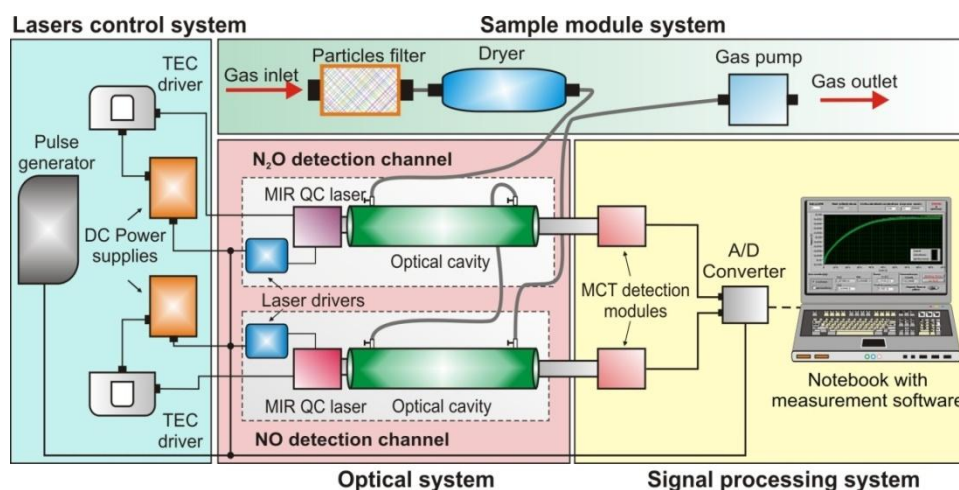 Lasers control system
Sample module system
TEC
driver
Gas inlet
Particles filter
Dryer
Gas pump
Gas outlet
Pulse
generator
DC Power
supplies
TEC
driver
N₂O detection channel
MIR QC laser
Optical cavity
Laser drivers
MIR QC laser
Optical cavity
NO detection channel
MCT detection
modules
A/D
Converter
Notebook with
measurement software
Optical system
Signal processing system